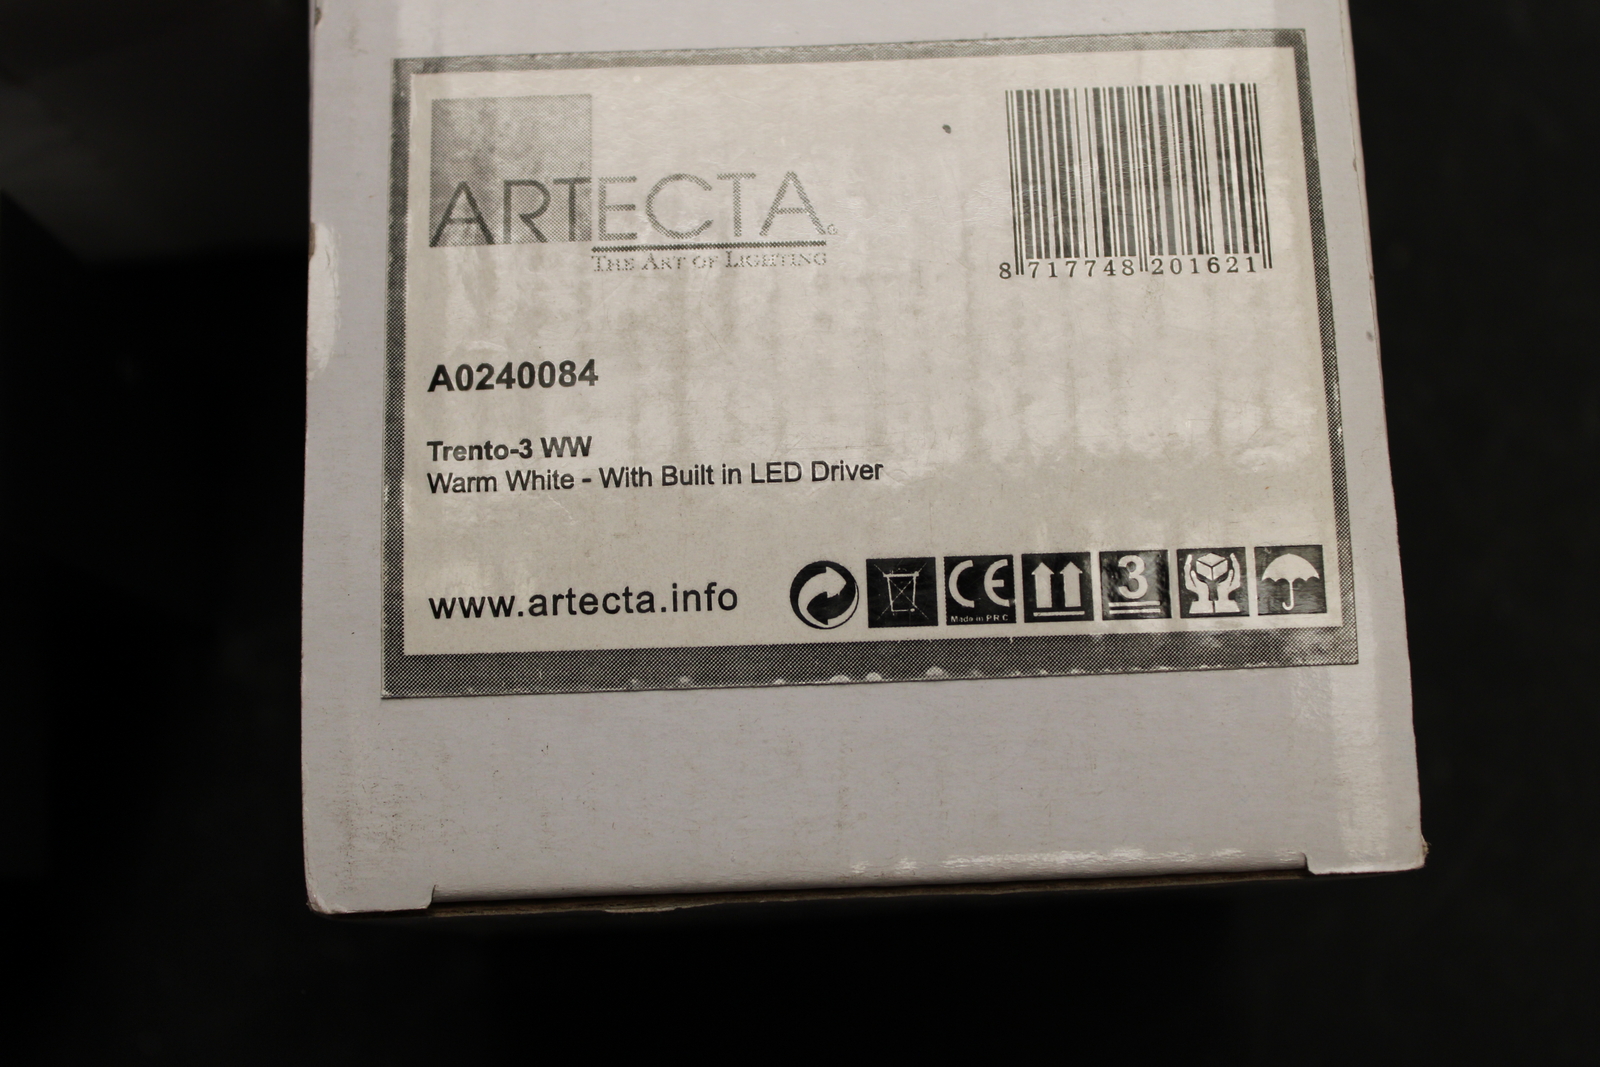 ARTECTA
THE ART OF LIGHTING
8 717748 201621
A0240084
Trento-3 WW
Warm White - With Built in LED Driver
www.artecta.info
CE
Made in P.R.C
3